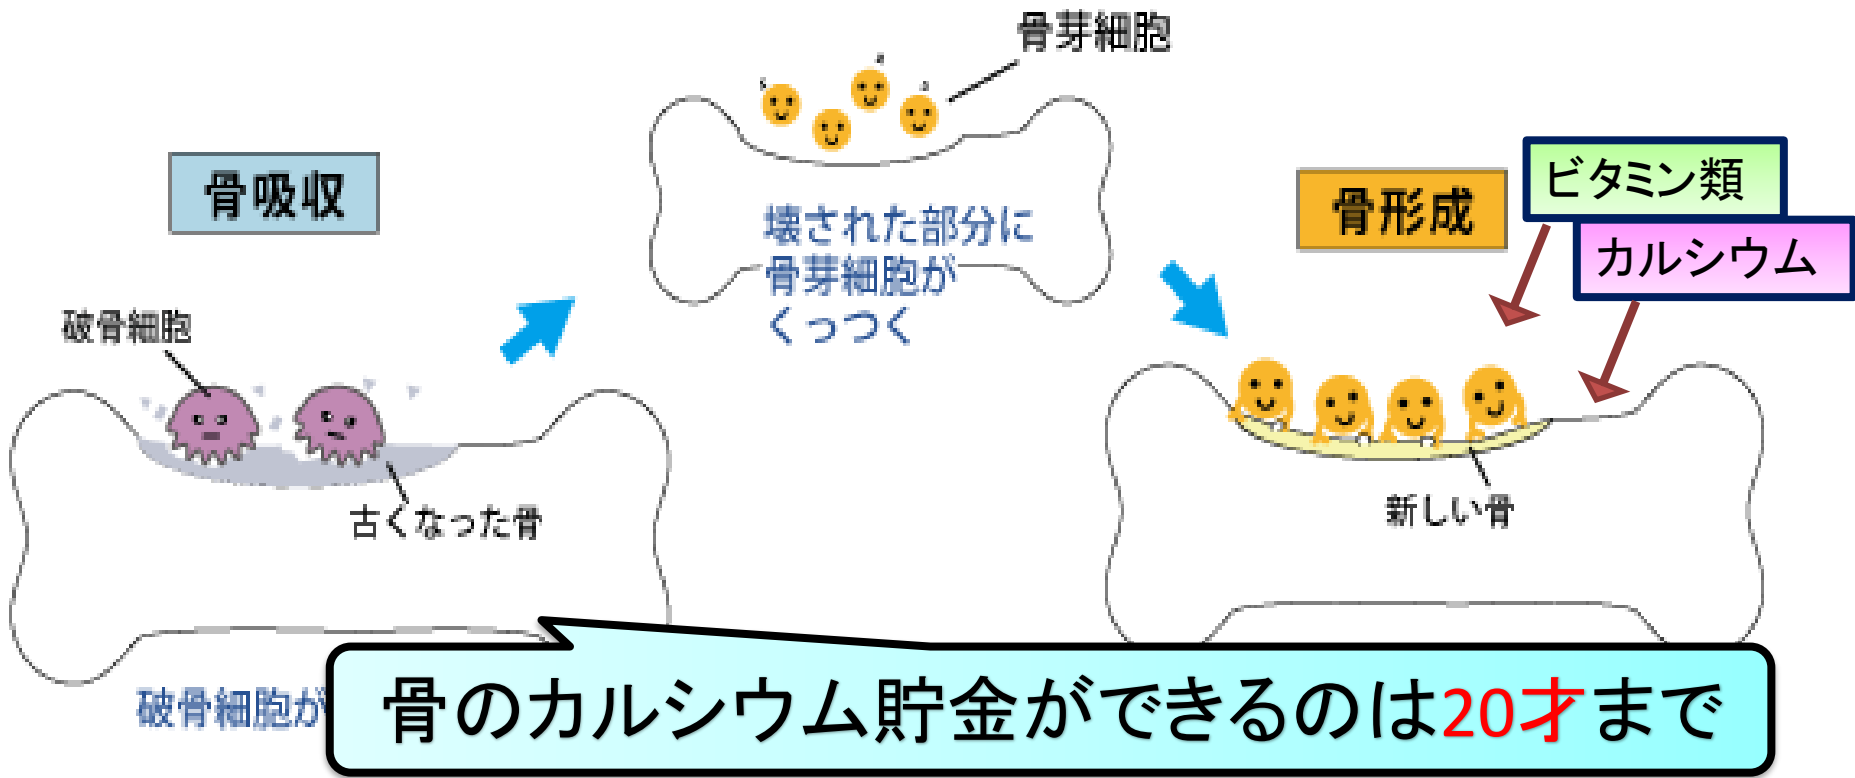 骨芽細胞
骨吸収
壊された部分に
骨芽細胞が
くっつく
骨形成
ビタミン類
カルシウム
破骨細胞
古くなった骨
新しい骨
破骨細胞が
骨のカルシウム貯金ができるのは20才まで